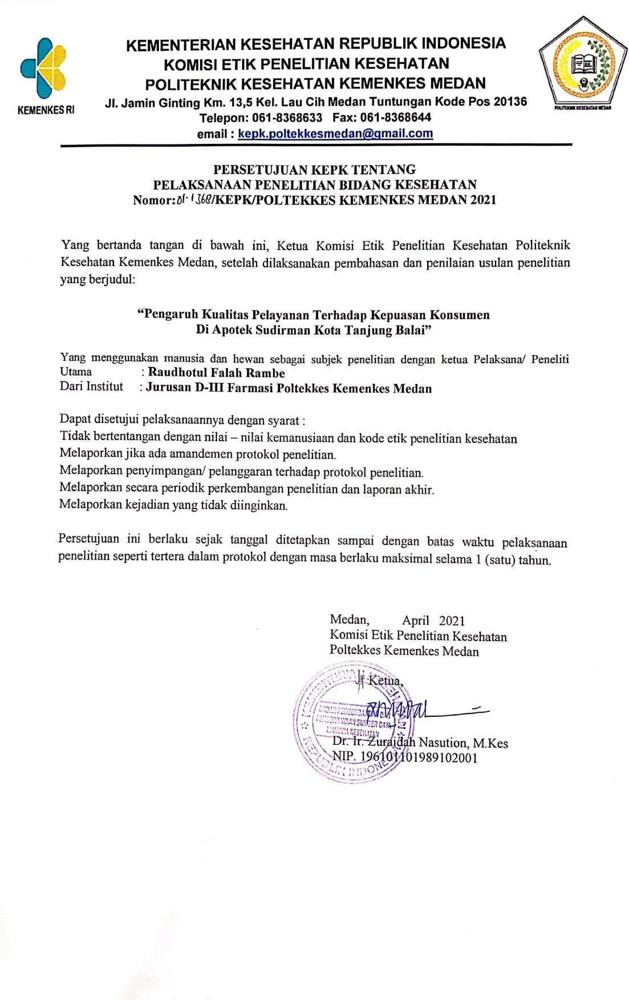 KEMENTERIAN KESEHATAN REPUBLIK INDONESIA
KOMISI ETIK PENELITIAN KESEHATAN
POLITEKNIK KESEHATAN KEMENKES MEDAN
Jl. Jamin Ginting Km. 13,5 Kel. Lau Cih Medan Tuntungan Kode Pos 20136
Telepon: 061-8368633 Fax: 061-8368644
email : kepk.poltekkesmedan@gmail.com
KEMENKES RI
POLITEKNIK KESEHATAN MEDAN
PERSETUJUAN KEPK TENTANG
PELAKSANAAN PENELITIAN BIDANG KESEHATAN
Nomor: 01.1368/KEPK/POLTEKKES KEMENKES MEDAN 2021
Yang bertanda tangan di bawah ini, Ketua Komisi Etik Penelitian Kesehatan Politeknik
Kesehatan Kemenkes Medan, setelah dilaksanakan pembahasan dan penilaian usulan penelitian
yang berjudul:
“Pengaruh Kualitas Pelayanan Terhadap Kepuasan Konsumen
Di Apotek Sudirman Kota Tanjung Balai”
Yang menggunakan manusia dan hewan sebagai subjek penelitian dengan ketua Pelaksana/ Peneliti
Utama : Raudhotul Falah Rambe
Dari Institut : Jurusan D-III Farmasi Poltekkes Kemenkes Medan
Dapat disetujui pelaksanaannya dengan syarat :
Tidak bertentangan dengan nilai – nilai kemanusiaan dan kode etik penelitian kesehatan
Melaporkan jika ada amandemen protokol penelitian.
Melaporkan penyimpangan/ pelanggaran terhadap protokol penelitian.
Melaporkan secara periodik perkembangan penelitian dan laporan akhir.
Melaporkan kejadian yang tidak diinginkan.
Persetujuan ini berlaku sejak tanggal ditetapkan sampai dengan batas waktu pelaksanaan
penelitian seperti tertera dalam protokol dengan masa berlaku maksimal selama 1 (satu) tahun.
Medan, April 2021
Komisi Etik Penelitian Kesehatan
Poltekkes Kemenkes Medan
Ketua,
KEMENTERIAN KESEHATAN
BADAN PENGEMBANGAN DAN
PEMBERDAYAAN SUMBER DAYA
MANUSIA KESEHATAN
REPUBLIK INDONESIA
Dr. Ir. Zuraidah Nasution, M.Kes
NIP. 196101101989102001